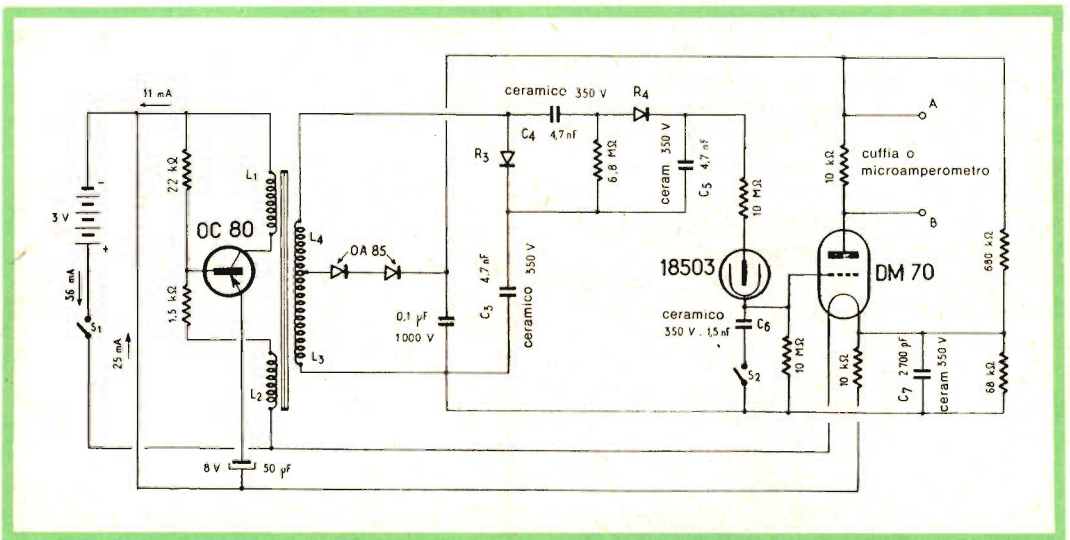 11 mA
3 V
-
+
36 mA
S1
25 mA
22 kΩ
1,5 kΩ
OC 80
L1
L2
8 V
50 µF
L4
L3
OA 85
0,1 µF
1000 V
ceramico 350 V
C4 4,7 nF
R3
C3 4,7 nF
ceramico 350 V
6,8 MΩ
R4
ceram 350 V
C5 4,7 nF
10 MΩ
18503
ceramico
350 V - 1,5 nF
C6
S2
10 MΩ
10 kΩ
A
cuffia o
microamperometro
B
DM 70
10 kΩ
C7 2700 pF
ceram 350 V
680 kΩ
68 kΩ